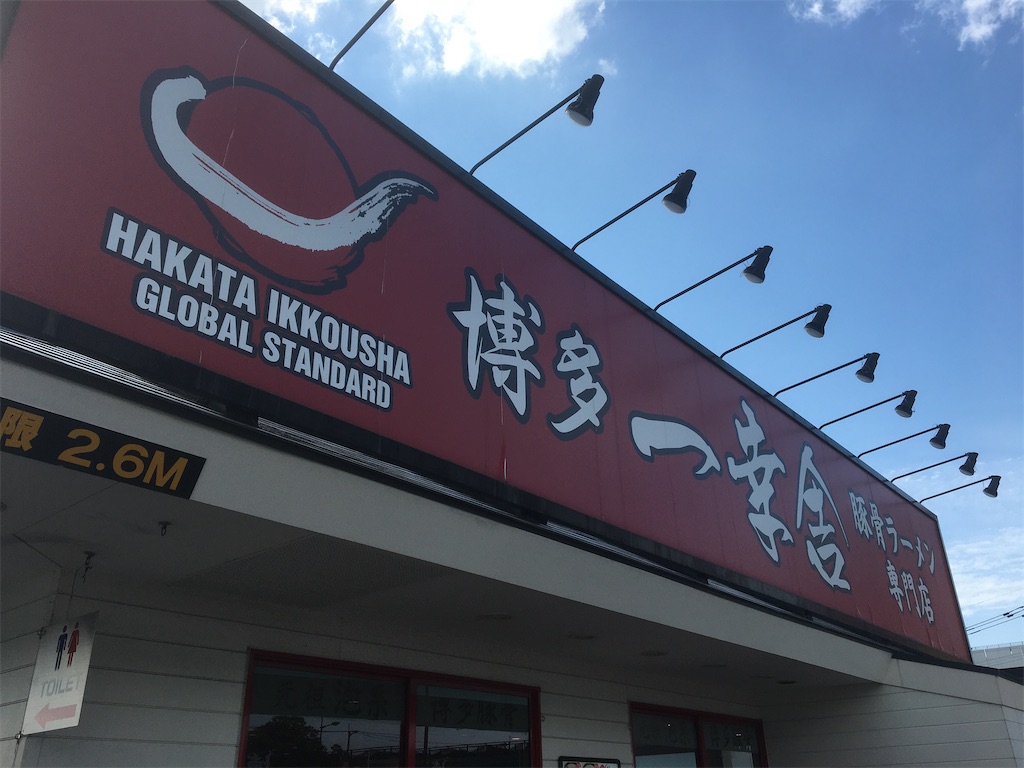 HAKATA IKKOUSHA
GLOBAL STANDARD
博多一幸舎
豚骨ラーメン
専門店
限 2.6M
TOILET